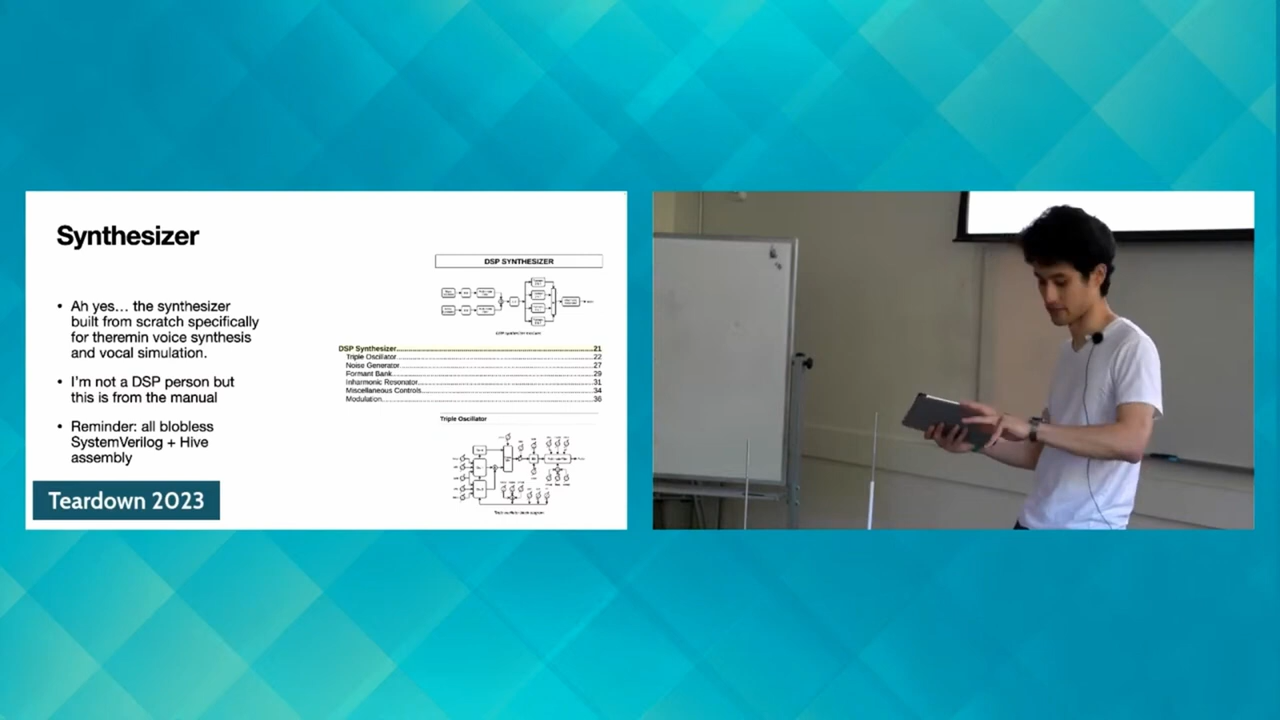 Synthesizer
• Ah yes... the synthesizer
built from scratch specifically
for theremin voice synthesis
and vocal simulation.
• I'm not a DSP person but
this is from the manual
• Reminder: all blobless
SystemVerilog + Hive
assembly
Teardown 2023
DSP SYNTHESIZER
DSP Synthesizer 21
Triple Oscillator 22
Noise Generator 27
Formant Bank 29
Inharmonic Resonator 31
Miscellaneous Controls 34
Modulation 36
Triple Oscillator